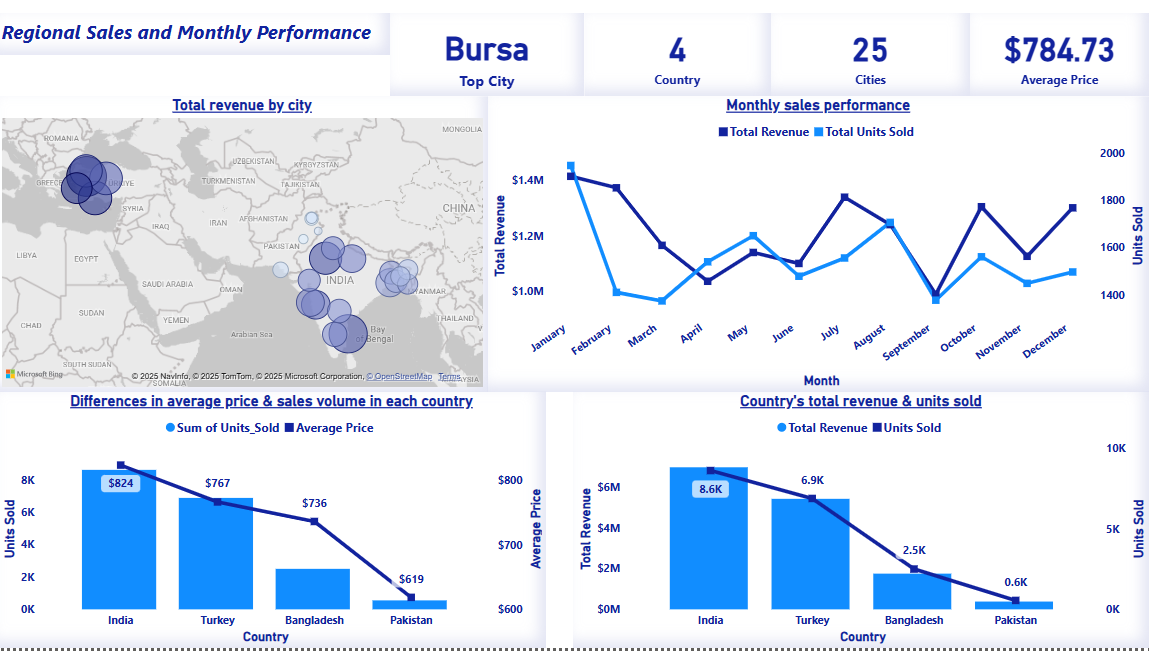 Regional Sales and Monthly Performance
Bursa
Top City
4
Country
25
Cities
$784.73
Average Price
Total revenue by city
ROMANIA
MONGOLIA
UZBEKISTAN
KYRGYZSTAN
GREECE
TURKMENISTAN
TAJIKISTAN
SYRIA
CHINA
IRAQ
IRAN
AFGHANISTAN
PAKISTAN
LIBYA
EGYPT
INDIA
SAUDI ARABIA
OMAN
SUDAN
YEMEN
THAILAND
CHAD
Arabian Sea
Bay
of Bengal
SOUTH SUDAN
SOMALIA
Microsoft Bing
© 2025 NavInfo, © 2025 TomTom, © 2025 Microsoft Corporation, © OpenStreetMap Terms
Monthly sales performance
Total Revenue Total Units Sold
Total Revenue
$1.4M
$1.2M
$1.0M
2000
1800
1600
1400
Units Sold
January February March April May June July August September October November December
Month
Differences in average price & sales volume in each country
Sum of Units_Sold Average Price
Units Sold
8K
6K
4K
2K
0K
$824
$767
$736
$619
$800
$700
$600
Average Price
India Turkey Bangladesh Pakistan
Country
Country's total revenue & units sold
Total Revenue Units Sold
Total Revenue
$6M
$4M
$2M
$0M
8.6K
6.9K
2.5K
0.6K
10K
5K
0K
Units Sold
India Turkey Bangladesh Pakistan
Country